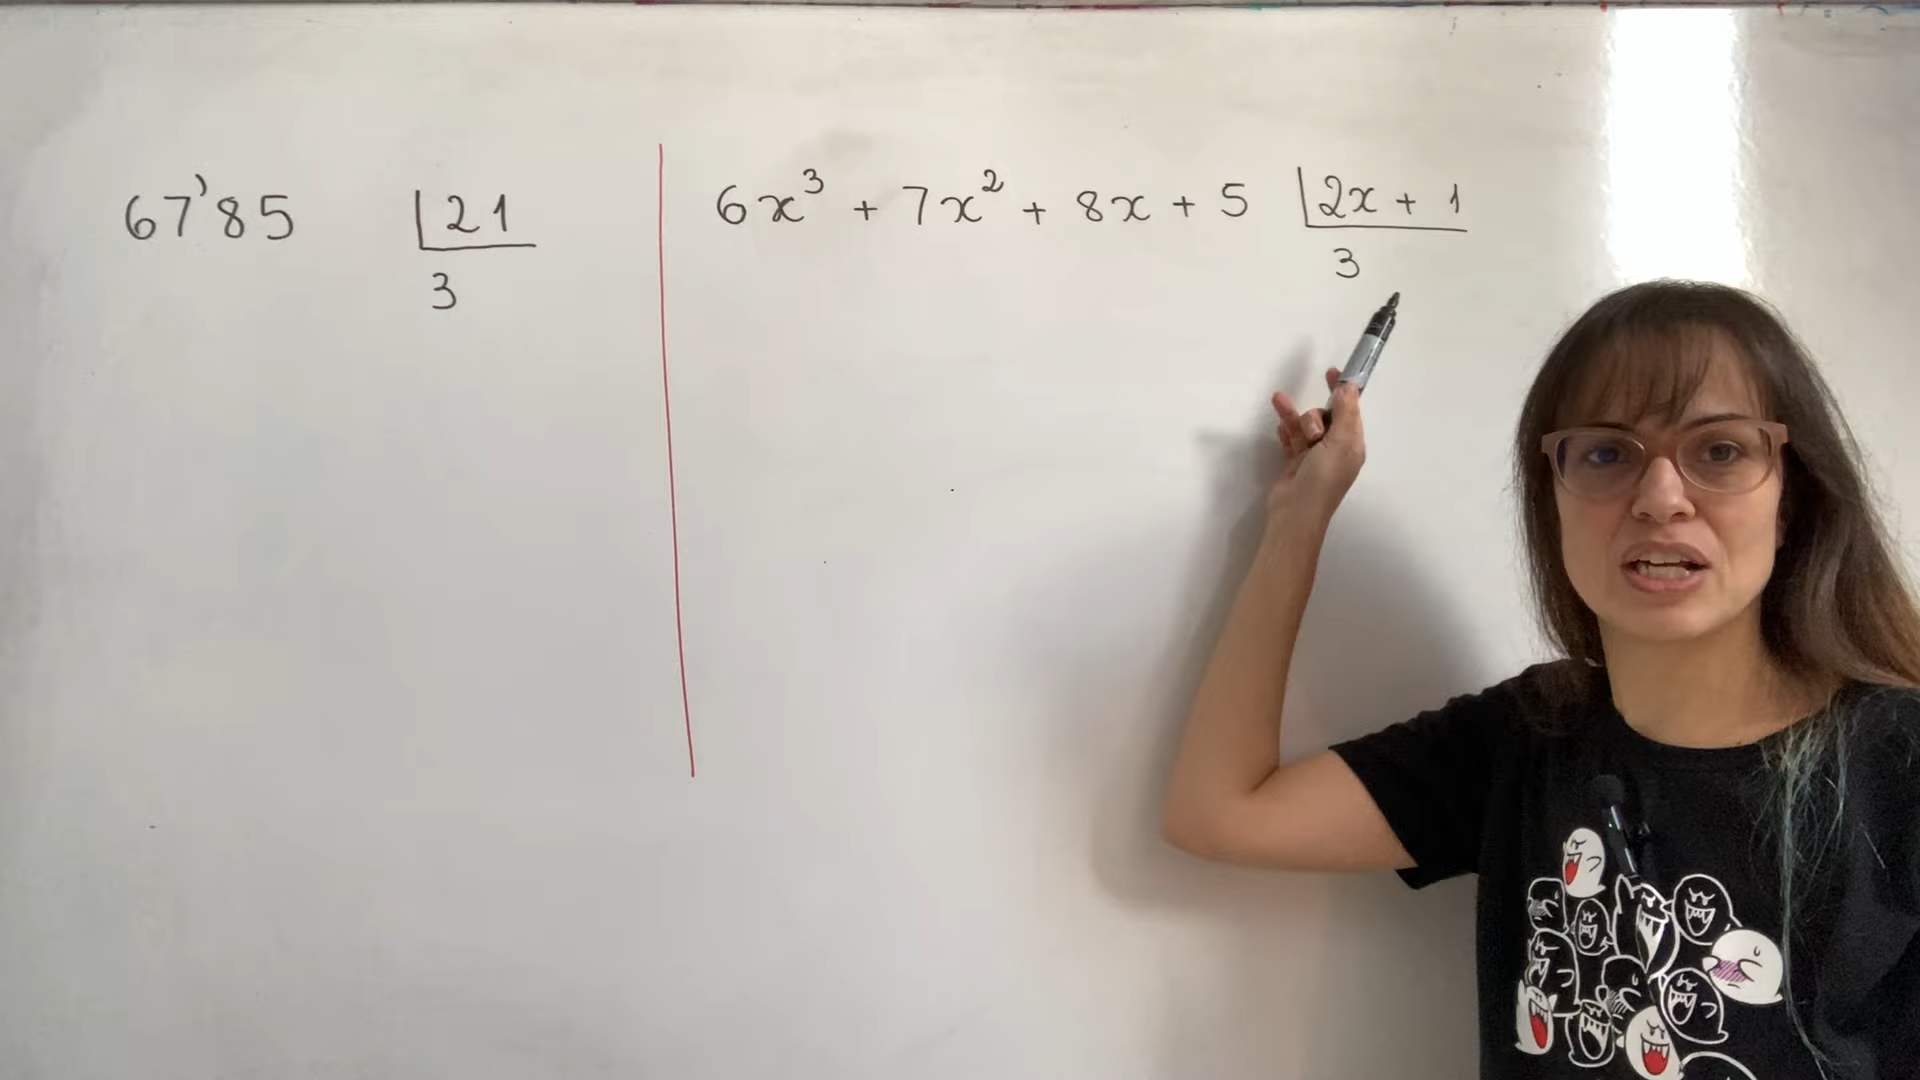 67'85 21
3
6x³ + 7x² + 8x + 5 2x + 1
3